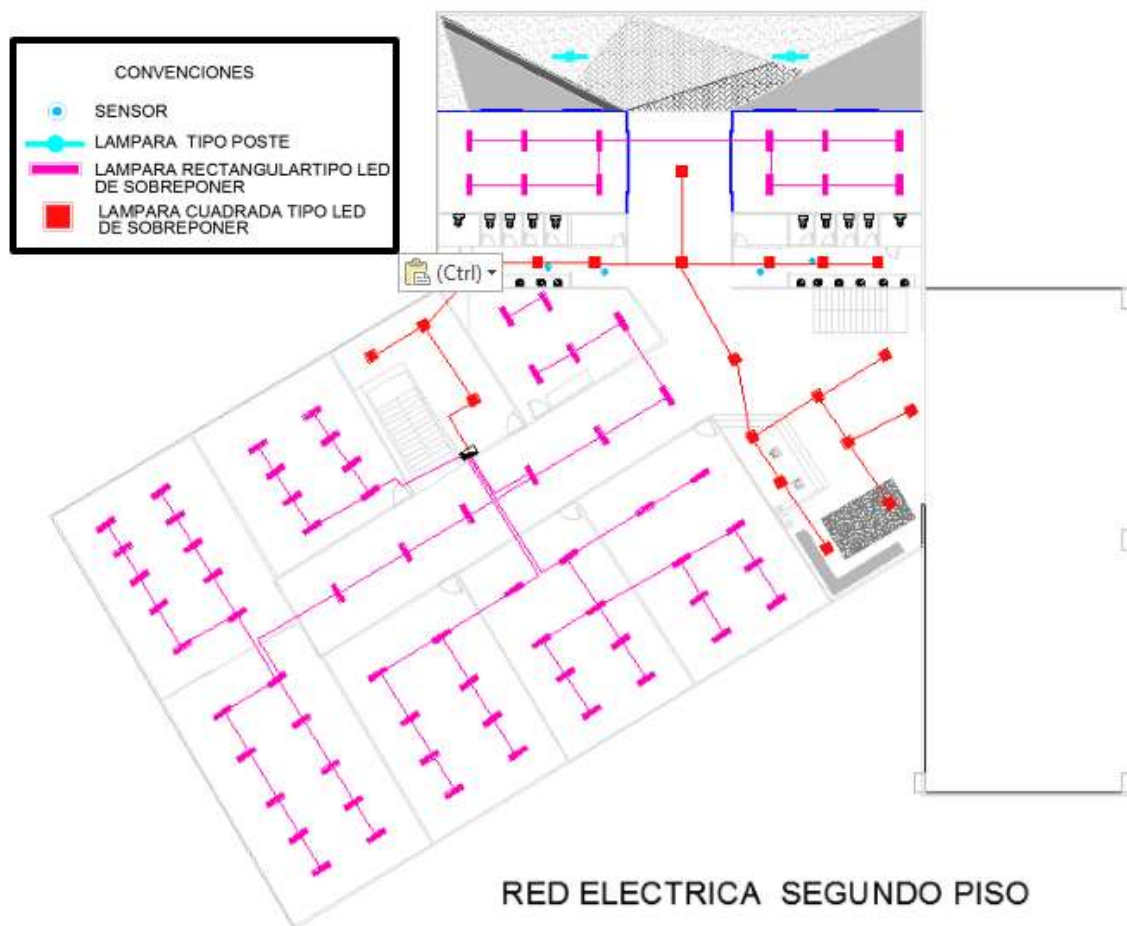 CONVENCIONES
SENSOR
LAMPARA TIPO POSTE
LAMPARA RECTANGULARTIPO LED
DE SOBREPONER
LAMPARA CUADRADA TIPO LED
DE SOBREPONER
(Ctrl)
RED ELECTRICA SEGUNDO PISO